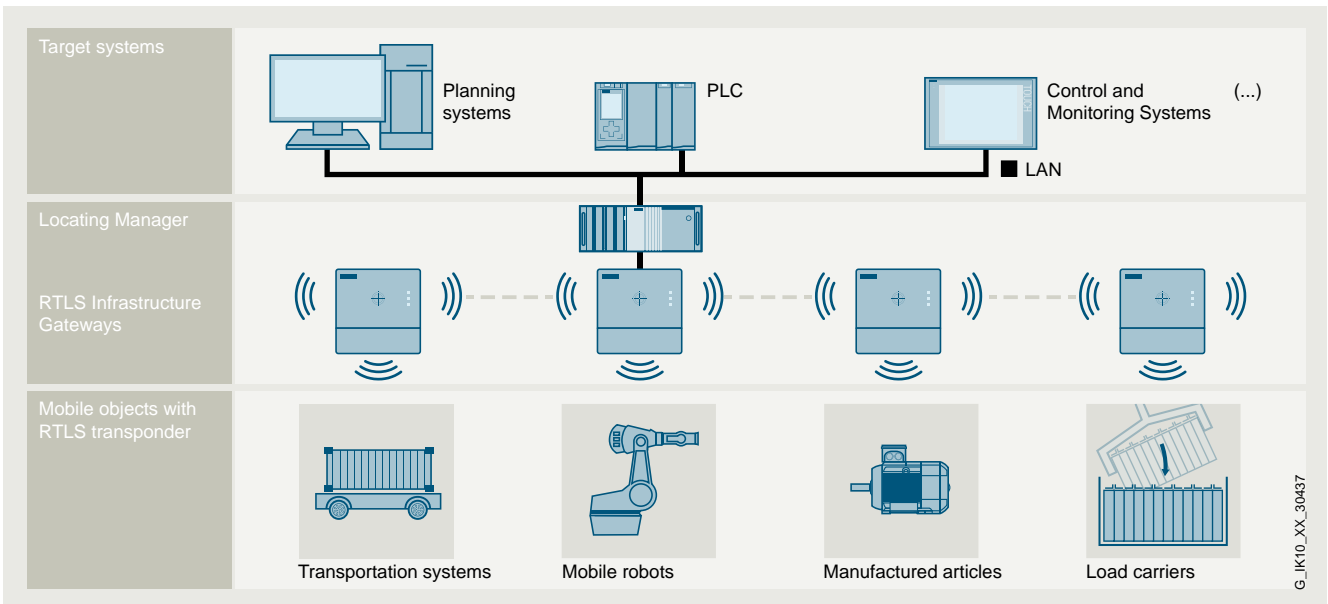 Target systems
Planning
systems
PLC
Control and
Monitoring Systems
(...)
LAN
Locating Manager
RTLS Infrastructure
Gateways
Mobile objects with
RTLS transponder
Transportation systems
Mobile robots
Manufactured articles
Load carriers
G_IK10_XX_30437